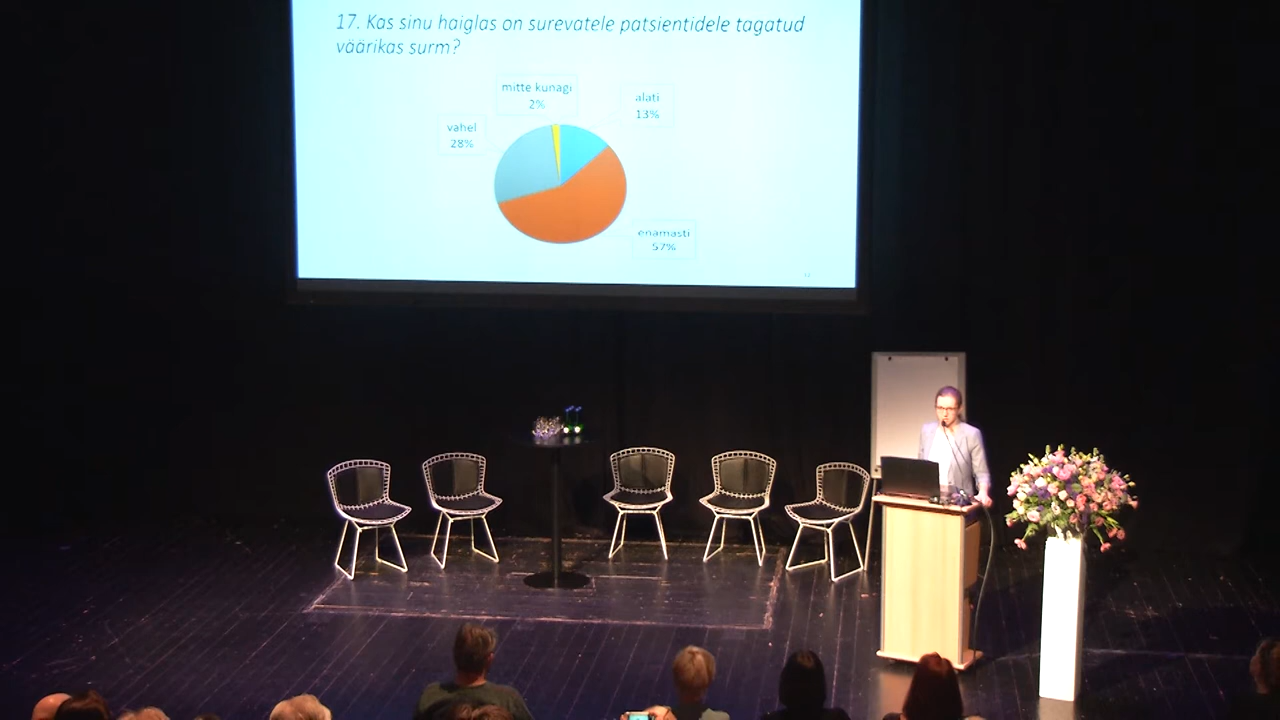 17. Kas sinu haiglas on surevatele patsientidele tagatud
väärikas surm?
mitte kunagi
2%
alati
13%
vahel
28%
enamasti
57%